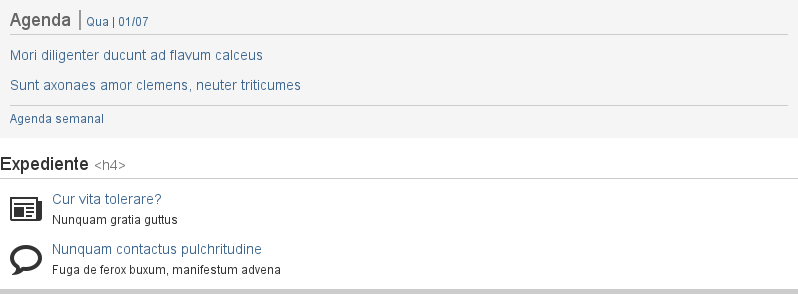 Agenda | Qua | 01/07
Mori diligenter ducunt ad flavum calceus
Sunt axonaes amor clemens, neuter triticumes
Agenda semanal
Expediente <h4>
Cur vita tolerare?
Nunquam gratia guttus
Nunquam contactus pulchritudine
Fuga de ferox buxum, manifestum advena